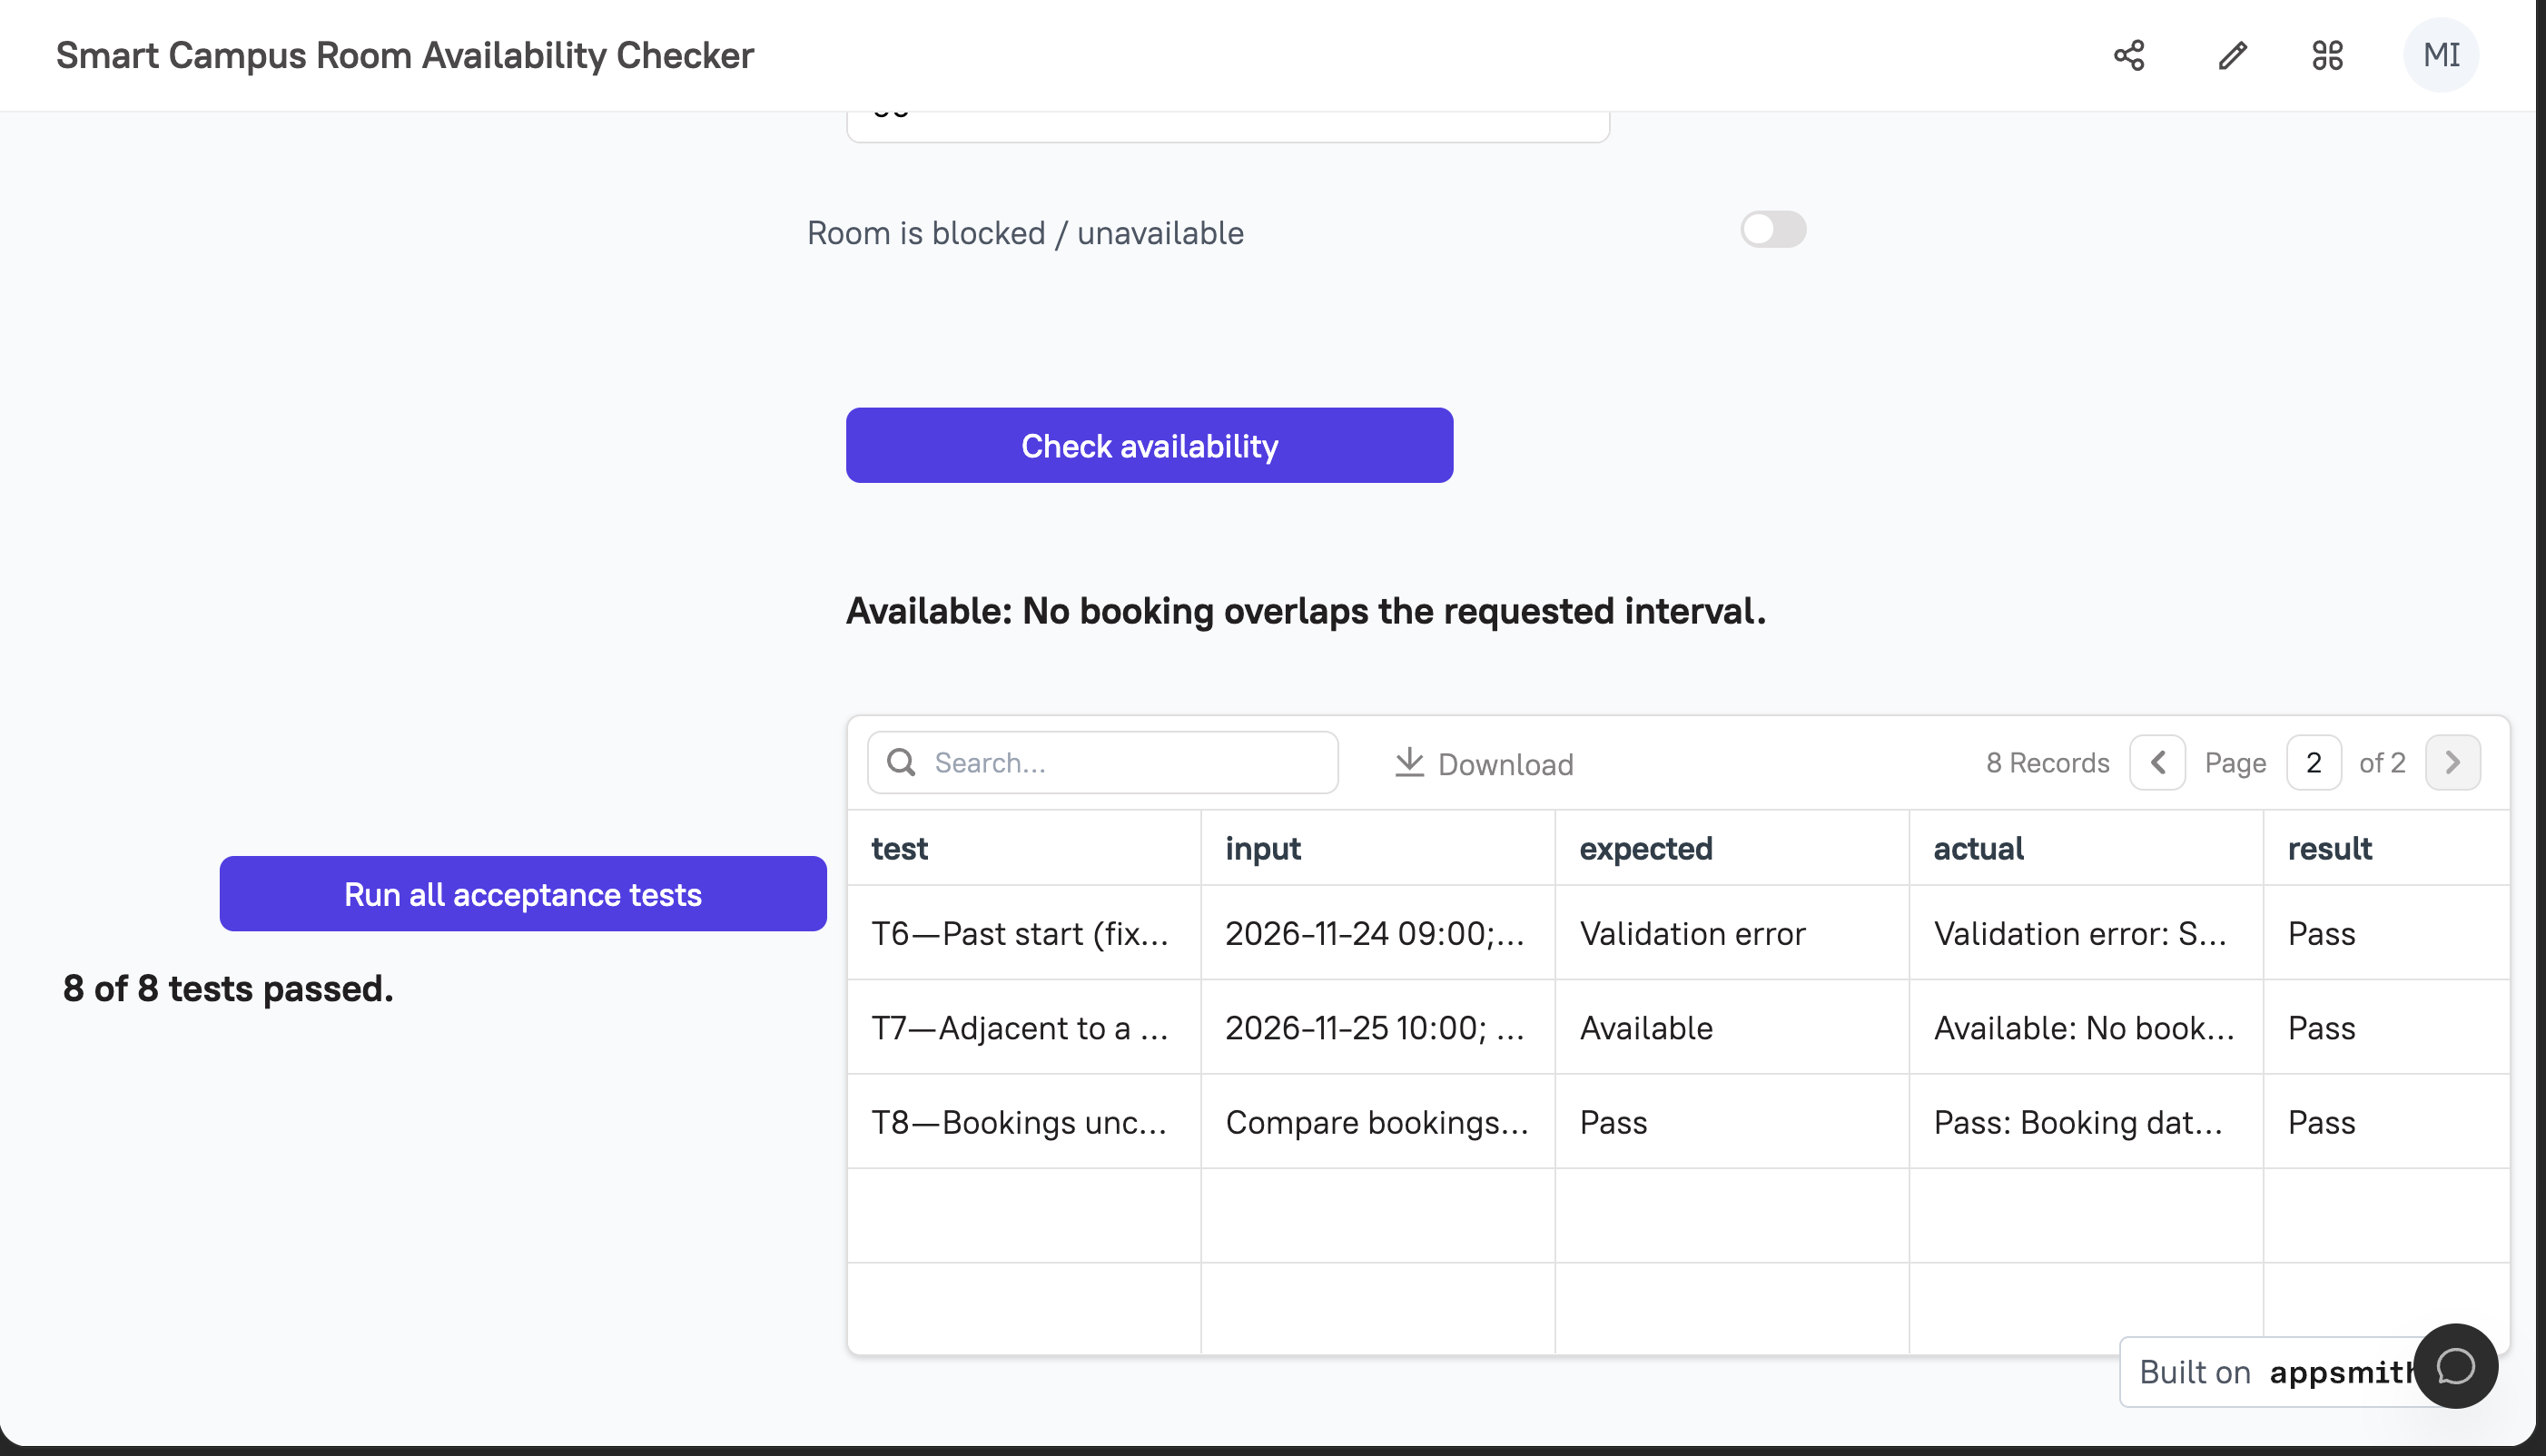 Smart Campus Room Availability Checker
MI
Room is blocked / unavailable
Check availability
Available: No booking overlaps the requested interval.
Search...
Download
8 Records
Page 2 of 2
test input expected actual result
T6—Past start (fix... 2026-11-24 09:00;... Validation error Validation error: S... Pass
Run all acceptance tests
8 of 8 tests passed.
T7—Adjacent to a ... 2026-11-25 10:00; ... Available Available: No book... Pass
T8—Bookings unc... Compare bookings... Pass Pass: Booking dat... Pass
Built on appsmith